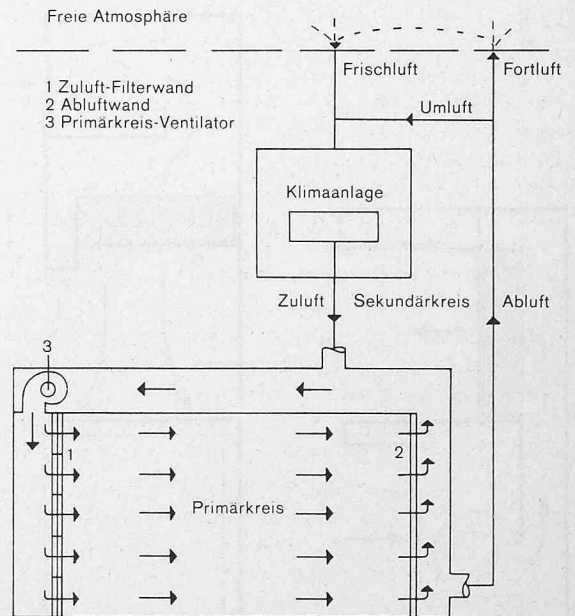 Freie Atmosphäre
Frischluft
Fortluft
1 Zuluft-Filterwand
2 Abluftwand
3 Primärkreis-Ventilator
Umluft
Klimaanlage
Zuluft
Sekundärkreis
Abluft
3
1
2
Primärkreis